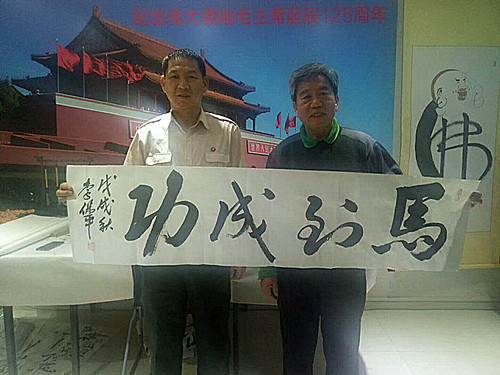 纪念伟大领袖毛主席诞辰125周年
馬到成功
戊戌秋
佛